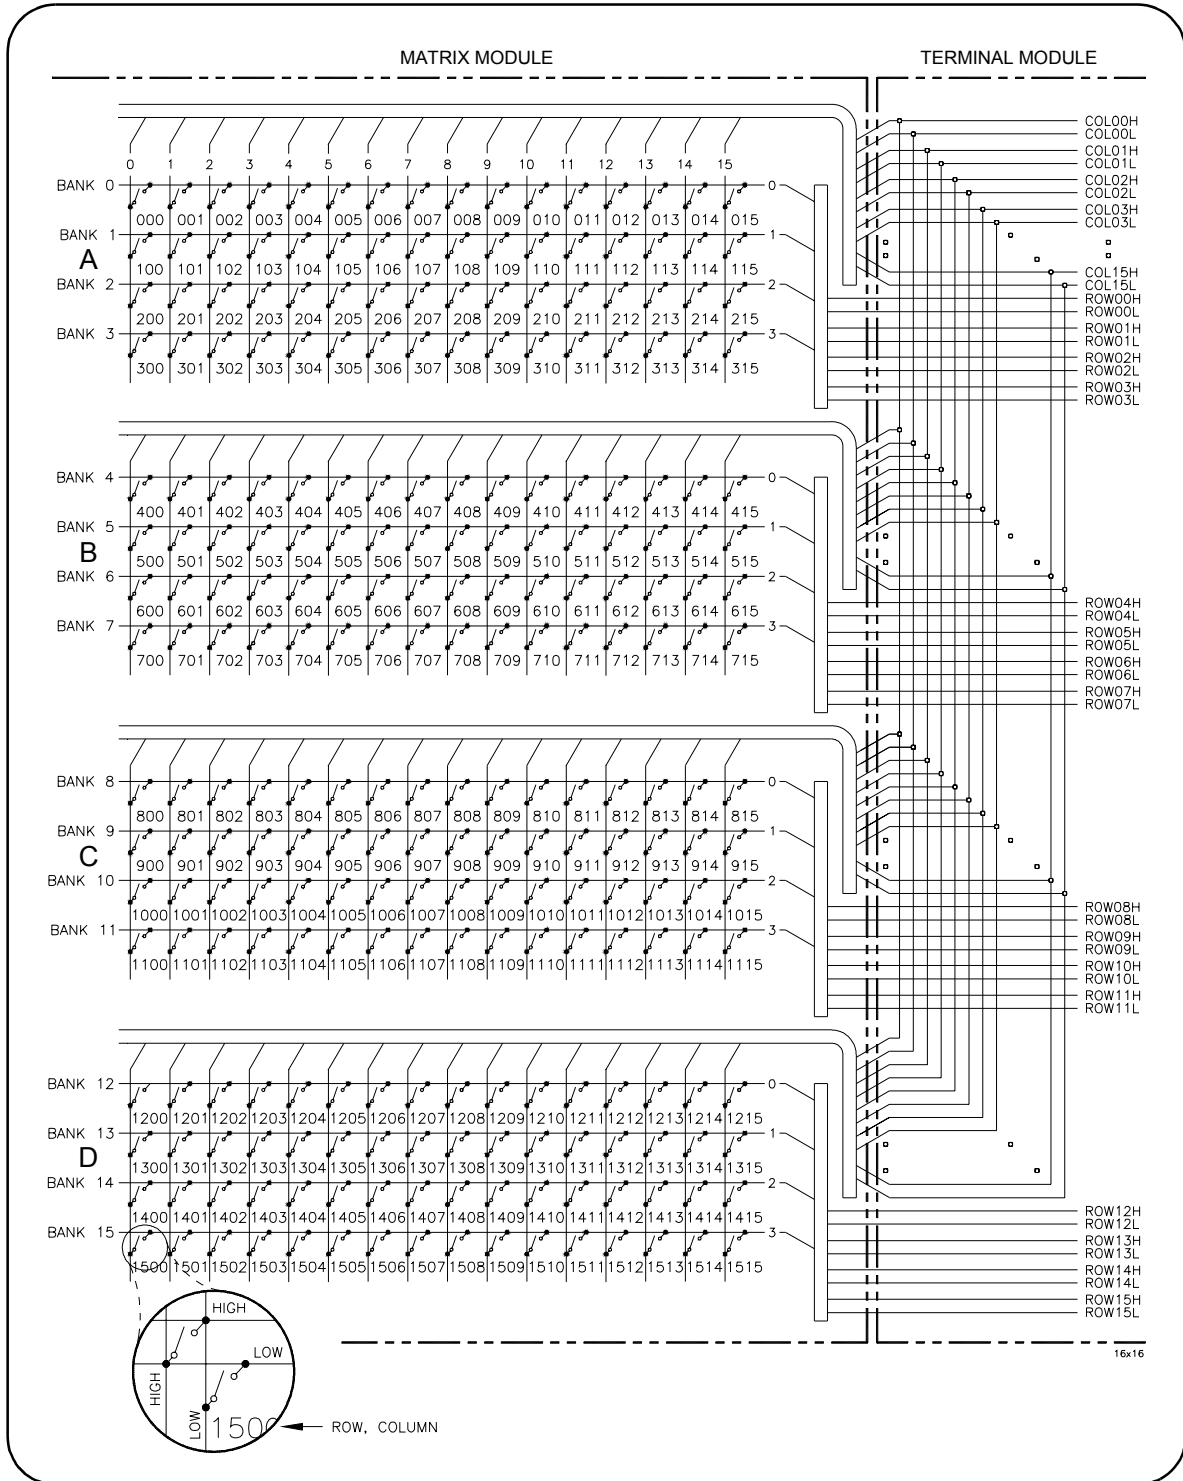 MATRIX MODULE TERMINAL MODULE
COL00H
COL00L
COL01H
COL01L
COL02H
COL02L
COL03H
COL03L
COL15H
COL15L
ROW00H
ROW00L
ROW01H
ROW01L
ROW02H
ROW02L
ROW03H
ROW03L
0 1 2 3 4 5 6 7 8 9 10 11 12 13 14 15
BANK 0 0
000 001 002 003 004 005 006 007 008 009 010 011 012 013 014 015
BANK 1 1
A
100 101 102 103 104 105 106 107 108 109 110 111 112 113 114 115
BANK 2 2
200 201 202 203 204 205 206 207 208 209 210 211 212 213 214 215
BANK 3 3
300 301 302 303 304 305 306 307 308 309 310 311 312 313 314 315
BANK 4 0
400 401 402 403 404 405 406 407 408 409 410 411 412 413 414 415
BANK 5 1
B
500 501 502 503 504 505 506 507 508 509 510 511 512 513 514 515
BANK 6 2
600 601 602 603 604 605 606 607 608 609 610 611 612 613 614 615
BANK 7 3
700 701 702 703 704 705 706 707 708 709 710 711 712 713 714 715
ROW04H
ROW04L
ROW05H
ROW05L
ROW06H
ROW06L
ROW07H
ROW07L
BANK 8 0
800 801 802 803 804 805 806 807 808 809 810 811 812 813 814 815
BANK 9 1
C
900 901 902 903 904 905 906 907 908 909 910 911 912 913 914 915
BANK 10 2
1000 1001 1002 1003 1004 1005 1006 1007 1008 1009 1010 1011 1012 1013 1014 1015
BANK 11 3
1100 1101 1102 1103 1104 1105 1106 1107 1108 1109 1110 1111 1112 1113 1114 1115
ROW08H
ROW08L
ROW09H
ROW09L
ROW10H
ROW10L
ROW11H
ROW11L
BANK 12 0
1200 1201 1202 1203 1204 1205 1206 1207 1208 1209 1210 1211 1212 1213 1214 1215
BANK 13 1
D
1300 1301 1302 1303 1304 1305 1306 1307 1308 1309 1310 1311 1312 1313 1314 1315
BANK 14 2
1400 1401 1402 1403 1404 1405 1406 1407 1408 1409 1410 1411 1412 1413 1414 1415
BANK 15 3
1500 1501 1502 1503 1504 1505 1506 1507 1508 1509 1510 1511 1512 1513 1514 1515
ROW12H
ROW12L
ROW13H
ROW13L
ROW14H
ROW14L
ROW15H
ROW15L
HIGH
LOW
HIGH
LOW
1500
ROW, COLUMN
16x16